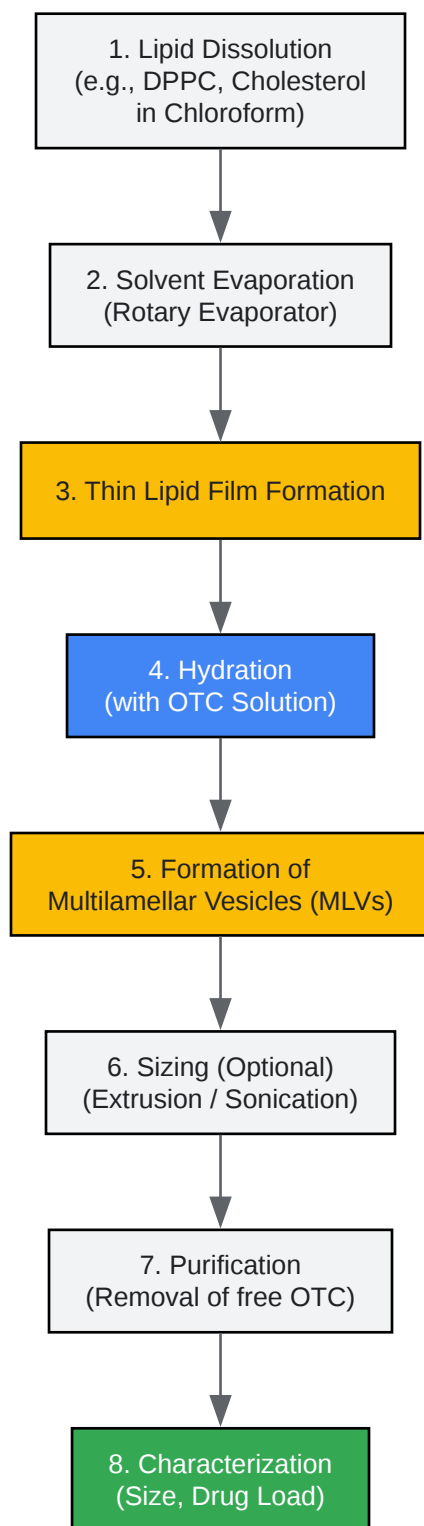 1. Lipid Dissolution
(e.g., DPPC, Cholesterol
in Chloroform)
2. Solvent Evaporation
(Rotary Evaporator)
3. Thin Lipid Film Formation
4. Hydration
(with OTC Solution)
5. Formation of
Multilamellar Vesicles (MLVs)
6. Sizing (Optional)
(Extrusion / Sonication)
7. Purification
(Removal of free OTC)
8. Characterization
(Size, Drug Load)